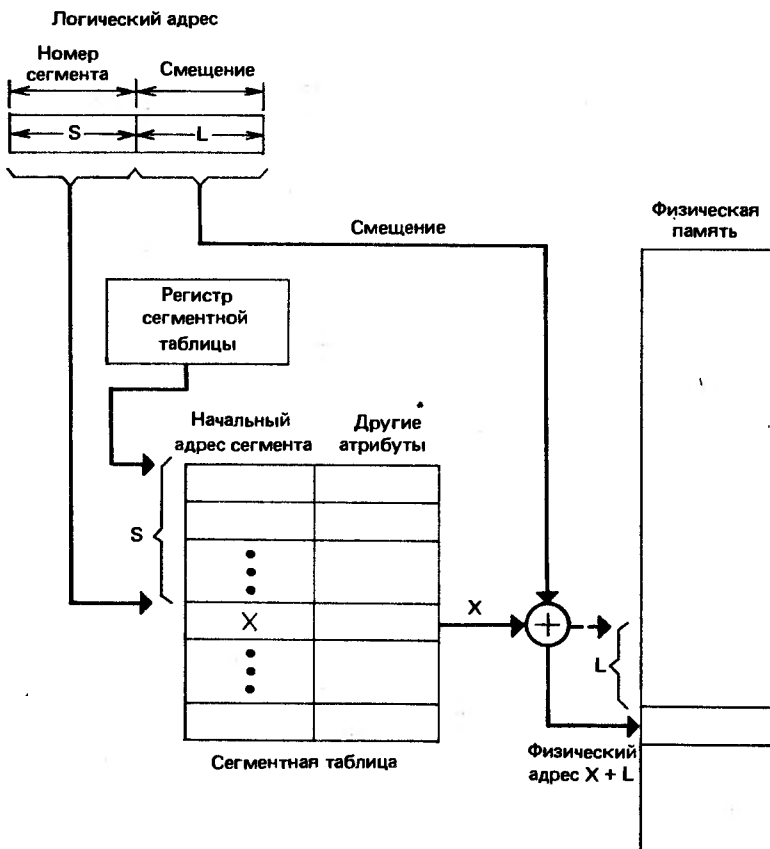 Логический адрес
Номер
сегмента
Смещение
S
L
Смещение
Физическая
память
Регистр
сегментной
таблицы
Начальный
адрес сегмента
Другие
атрибуты
S
X
X
+
L
Физический
адрес X + L
Сегментная таблица